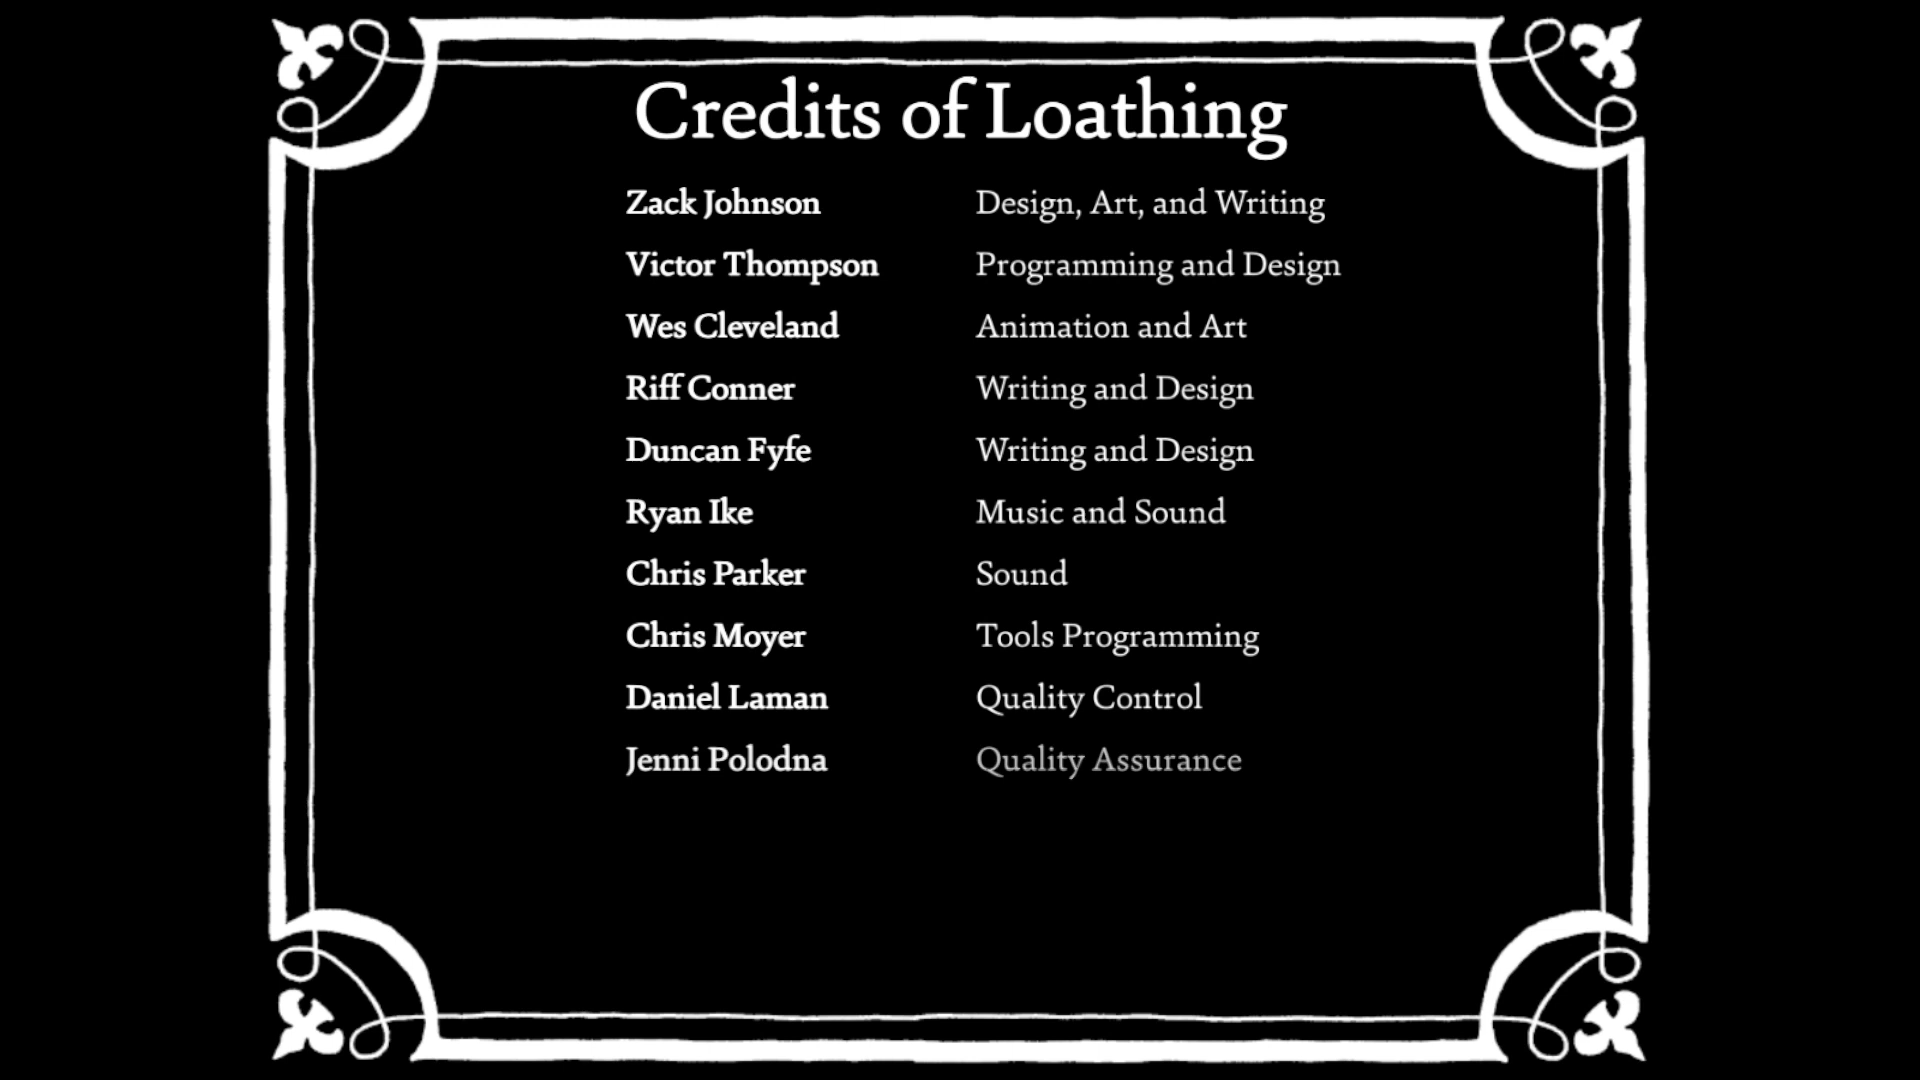 Credits of Loathing
Zack Johnson Design, Art, and Writing
Victor Thompson Programming and Design
Wes Cleveland Animation and Art
Riff Conner Writing and Design
Duncan Fyfe Writing and Design
Ryan Ike Music and Sound
Chris Parker Sound
Chris Moyer Tools Programming
Daniel Laman Quality Control
Jenni Polodna Quality Assurance